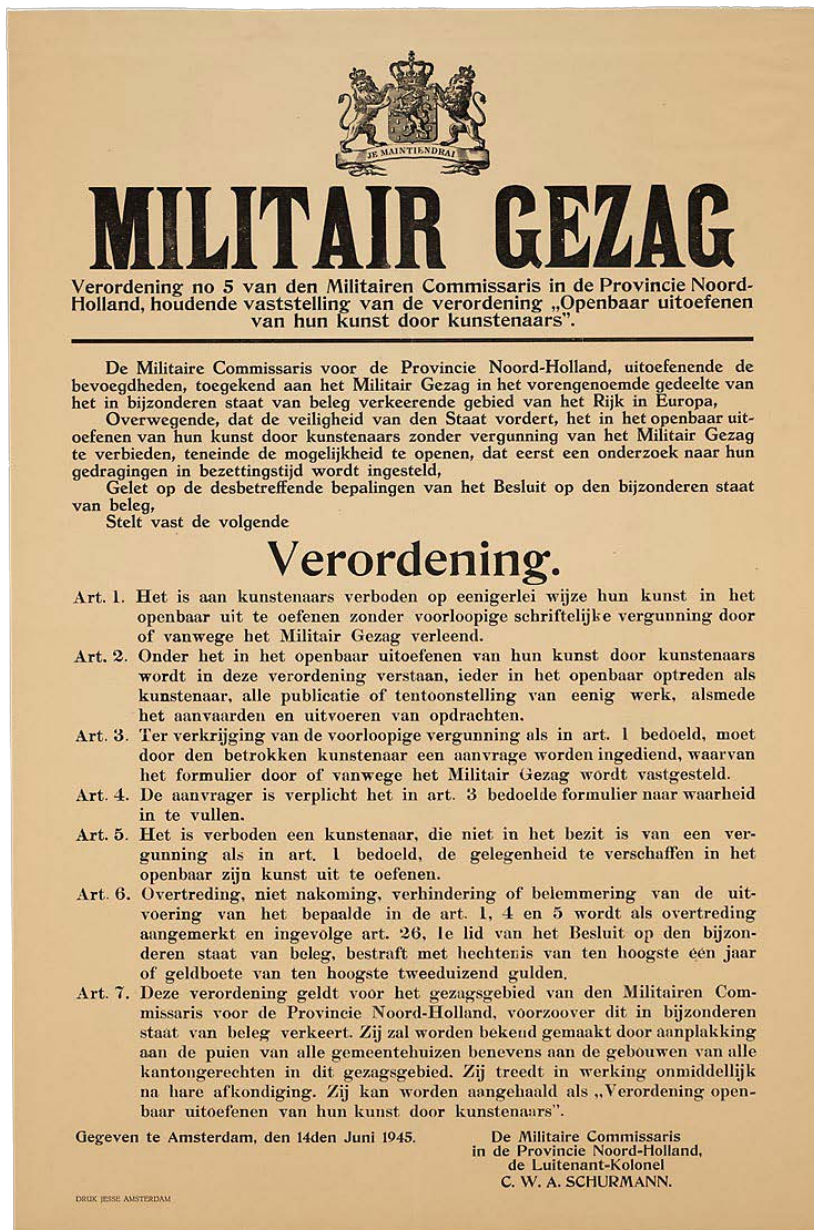 JE MAINTIENDRAI
MILITAIR GEZAG
Verordening no 5 van den Militairen Commissaris in de Provincie Noord-
Holland, houdende vaststelling van de verordening „Openbaar uitoefenen
van hun kunst door kunstenaars”.
De Militaire Commissaris voor de Provincie Noord-Holland, uitoefenende de
bevoegdheden, toegekend aan het Militair Gezag in het vorengenoemde gedeelte van
het in bijzonderen staat van beleg verkeerende gebied van het Rijk in Europa,
Overwegende, dat de veiligheid van den Staat vordert, het in het openbaar uit-
oefenen van hun kunst door kunstenaars zonder vergunning van het Militair Gezag
te verbieden, teneinde de mogelijkheid te openen, dat eerst een onderzoek naar hun
gedragingen in bezettingstijd wordt ingesteld,
Gelet op de desbetreffende bepalingen van het Besluit op den bijzonderen staat
van beleg,
Stelt vast de volgende
Verordening.
Art. 1. Het is aan kunstenaars verboden op eenigerlei wijze hun kunst in het
openbaar uit te oefenen zonder voorloopige schriftelijke vergunning door
of vanwege het Militair Gezag verleend.
Art. 2. Onder het in het openbaar uitoefenen van hun kunst door kunstenaars
wordt in deze verordening verstaan, ieder in het openbaar optreden als
kunstenaar, alle publicatie of tentoonstelling van eenig werk, alsmede
het aanvaarden en uitvoeren van opdrachten.
Art. 3. Ter verkrijging van de voorloopige vergunning als in art. 1 bedoeld, moet
door den betrokken kunstenaar een aanvrage worden ingediend, waarvan
het formulier door of vanwege het Militair Gezag wordt vastgesteld.
Art. 4. De aanvrager is verplicht het in art. 3 bedoelde formulier naar waarheid
in te vullen.
Art. 5. Het is verboden een kunstenaar, die niet in het bezit is van een ver-
gunning als in art. 1 bedoeld, de gelegenheid te verschaffen in het
openbaar zijn kunst uit te oefenen.
Art. 6. Overtreding, niet nakoming, verhindering of belemmering van de uit-
voering van het bepaalde in de art. 1, 4 en 5 wordt als overtreding
aangemerkt en ingevolge art. 26, 1e lid van het Besluit op den bijzon-
deren staat van beleg, bestraft met hechtenis van ten hoogste één jaar
of geldboete van ten hoogste tweeduizend gulden.
Art. 7. Deze verordening geldt voor het gezagsgebied van den Militairen Com-
missaris voor de Provincie Noord-Holland, voorzoover dit in bijzonderen
staat van beleg verkeert. Zij zal worden bekend gemaakt door aanplakking
aan de puien van alle gemeentehuizen benevens aan de gebouwen van alle
kantongerechten in dit gezagsgebied. Zij treedt in werking onmiddellijk
na hare afkondiging. Zij kan worden aangehaald als „Verordening open-
baar uitoefenen van hun kunst door kunstenaars”.
Gegeven te Amsterdam, den 14den Juni 1945.
De Militaire Commissaris
in de Provincie Noord-Holland,
de Luitenant-Kolonel
C. W. A. SCHURMANN.
DRUK JESSE AMSTERDAM